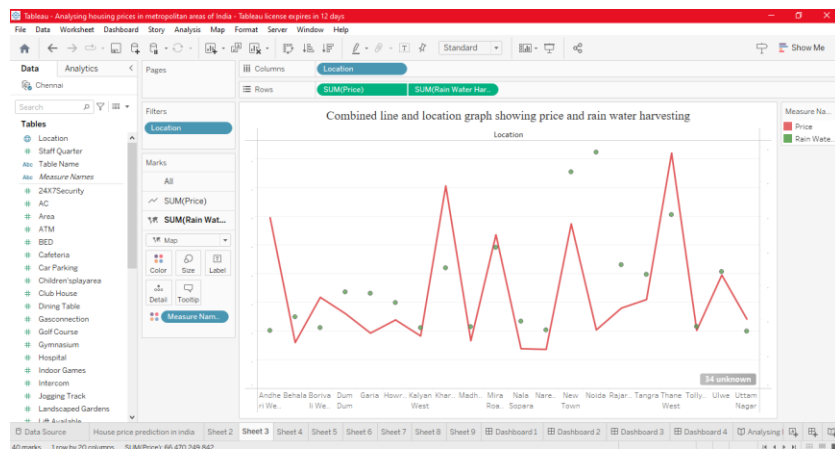 Tableau - Analysing housing prices in metropolitan areas of India - Tableau license expires in 12 days
File Data Worksheet Dashboard Story Analysis Map Format Server Window Help
Standard
Show Me
Data Analytics
Chennai
Search
Tables
Location
Staff Quarter
Abc Table Name
Abc Measure Names
24X7Security
AC
Area
ATM
BED
Cafeteria
Car Parking
Children'splayarea
Club House
Dining Table
Gasconnection
Golf Course
Gymnasium
Hospital
Indoor Games
Intercom
Jogging Track
Landscaped Gardens
Lift Available
Pages
Filters
Location
Marks
All
SUM(Price)
SUM(Rain Wat...
Map
Color Size Label
Detail Tooltip
Measure Nam..
Columns Location
Rows SUM(Price) SUM(Rain Water Har..
Combined line and location graph showing price and rain water harvesting
Location
34 unknown
Andhe Behala Boriva Dum Garia Howr... Kalyan Khar... Madh... Mira Nala Nare... New Noida Rajar... Tangra Thane Tolly... Ulwe Uttam
ri We... li We... Dum West Roa... Sopara Town West Nagar
Measure Na...
Price
Rain Wate...
Data Source House price prediction in india Sheet 2 Sheet 3 Sheet 4 Sheet 5 Sheet 6 Sheet 7 Sheet 8 Sheet 9 Dashboard 1 Dashboard 2 Dashboard 3 Dashboard 4 Analysing
40 marks 1 row by 20 columns SUM(Price): 66,470,249,842